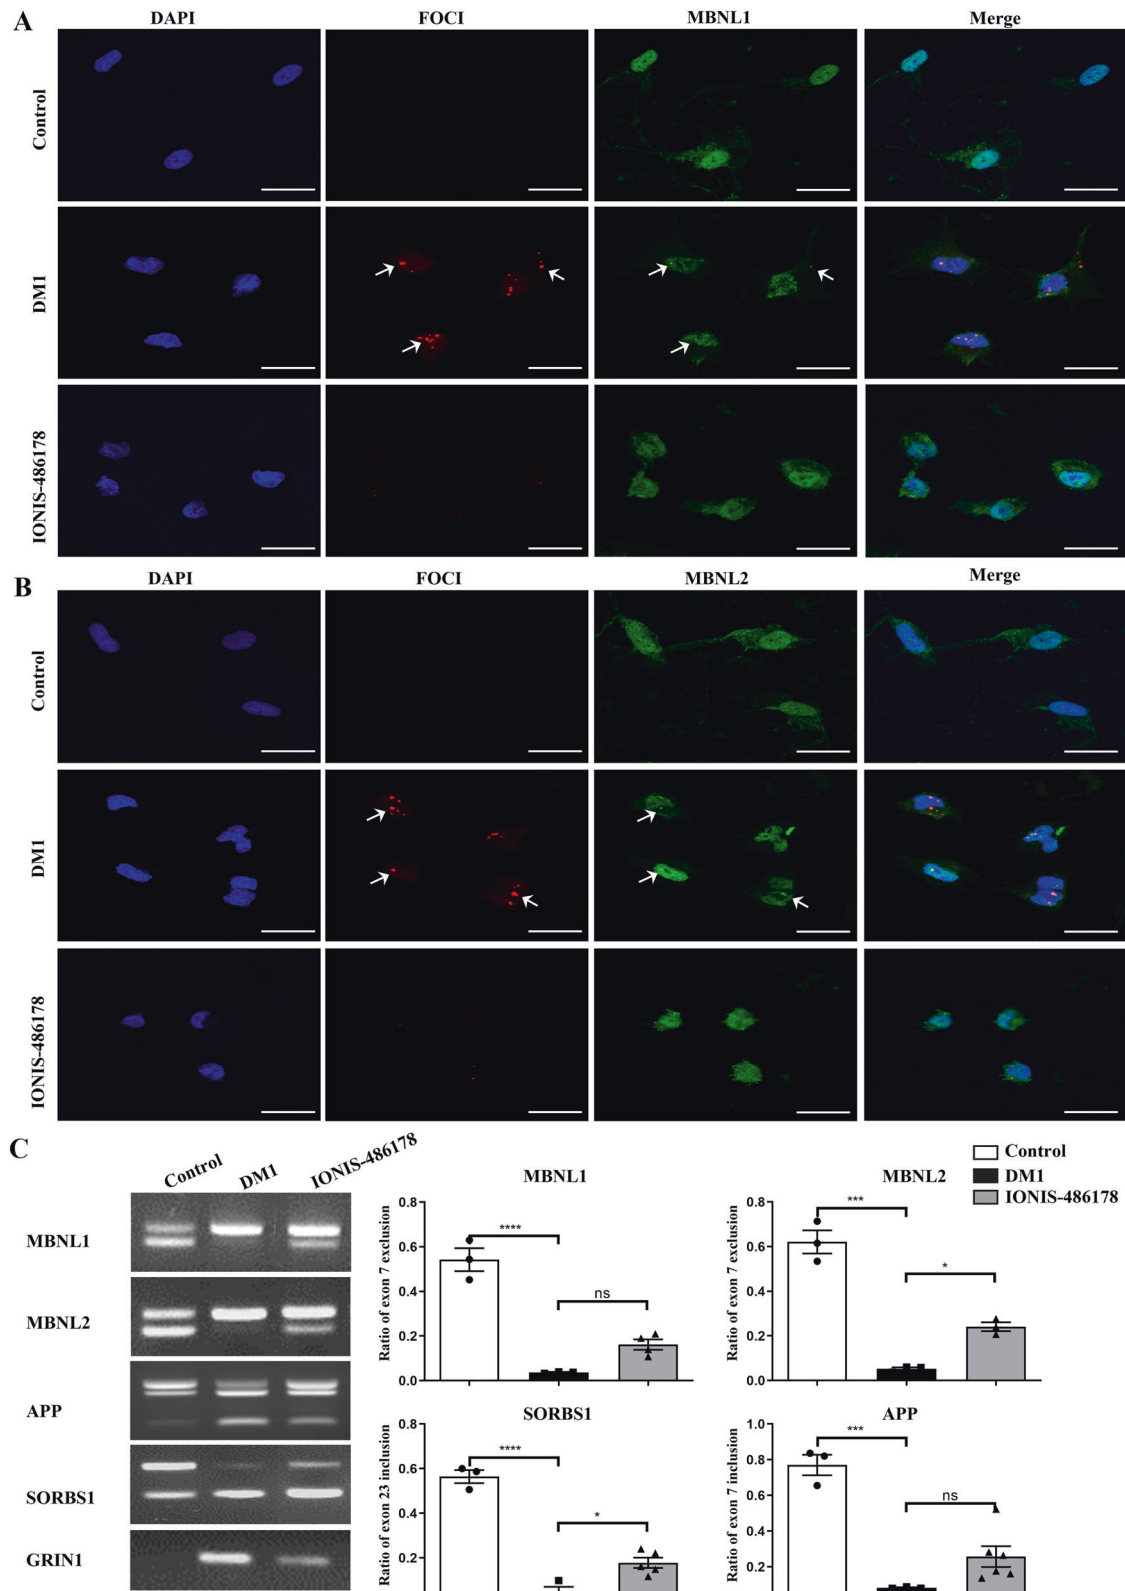 A
DAPI FOCI MBNL1 Merge
Control
DM1
IONIS-486178
B
DAPI FOCI MBNL2 Merge
Control
DM1
IONIS-486178
C
Control DM1 IONIS-486178
MBNL1
MBNL2
APP
SORBS1
GRIN1
Control
DM1
IONIS-486178
MBNL1
Ratio of exon 7 exclusion
0.8
0.6
0.4
0.2
0.0
****
ns
MBNL2
Ratio of exon 7 exclusion
0.8
0.6
0.4
0.2
0.0
***
*
SORBS1
Ratio of exon 23 inclusion
0.6
0.4
0.2
****
*
APP
Ratio of exon 7 inclusion
1.0
0.8
0.6
0.4
0.2
***
ns